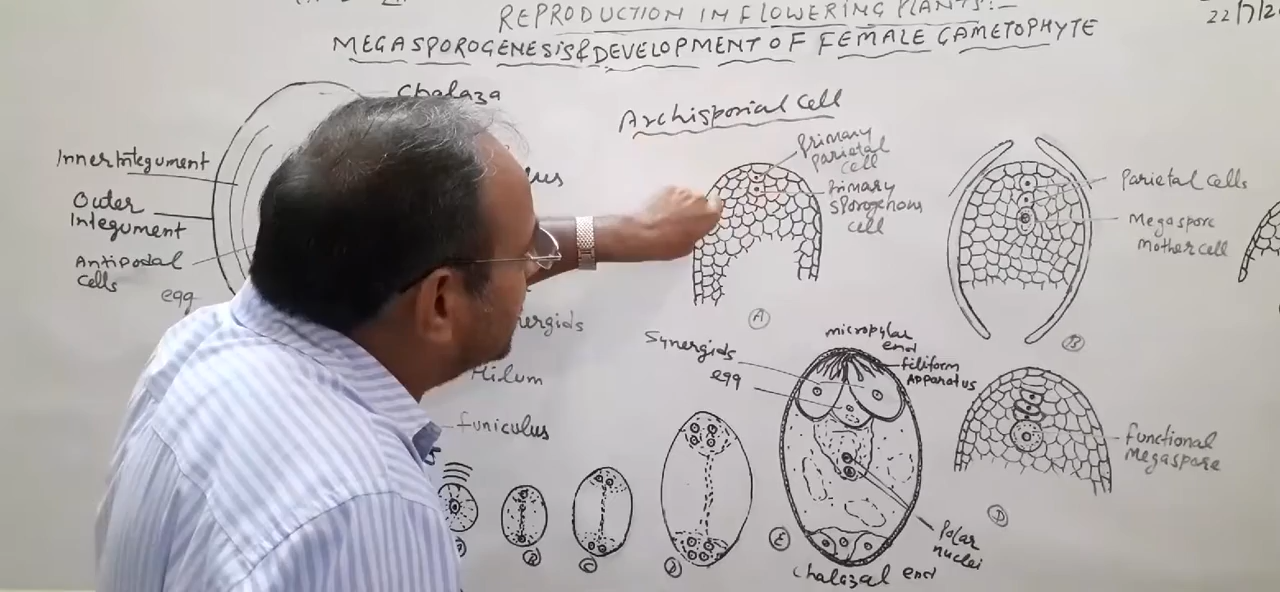 REPRODUCTION IN FLOWERING PLANTS:-
22/7/2
MEGASPOROGENESIS & DEVELOPMENT OF FEMALE GAMETOPHYTE
Chalaza
Inner Integument
Outer
Integument
Antipodal
Cells
egg
Hilum
funiculus
Archisporial Cell
Primary
parietal
cell
Primary
Sporogenous
cell
A
Parietal Cells
Megaspore
Mother cell
B
Synergids
egg
micropylar
end
filiform
Apparatus
Polar
nuclei
Chalazal end
functional
Megaspore
D
B
C
D
E